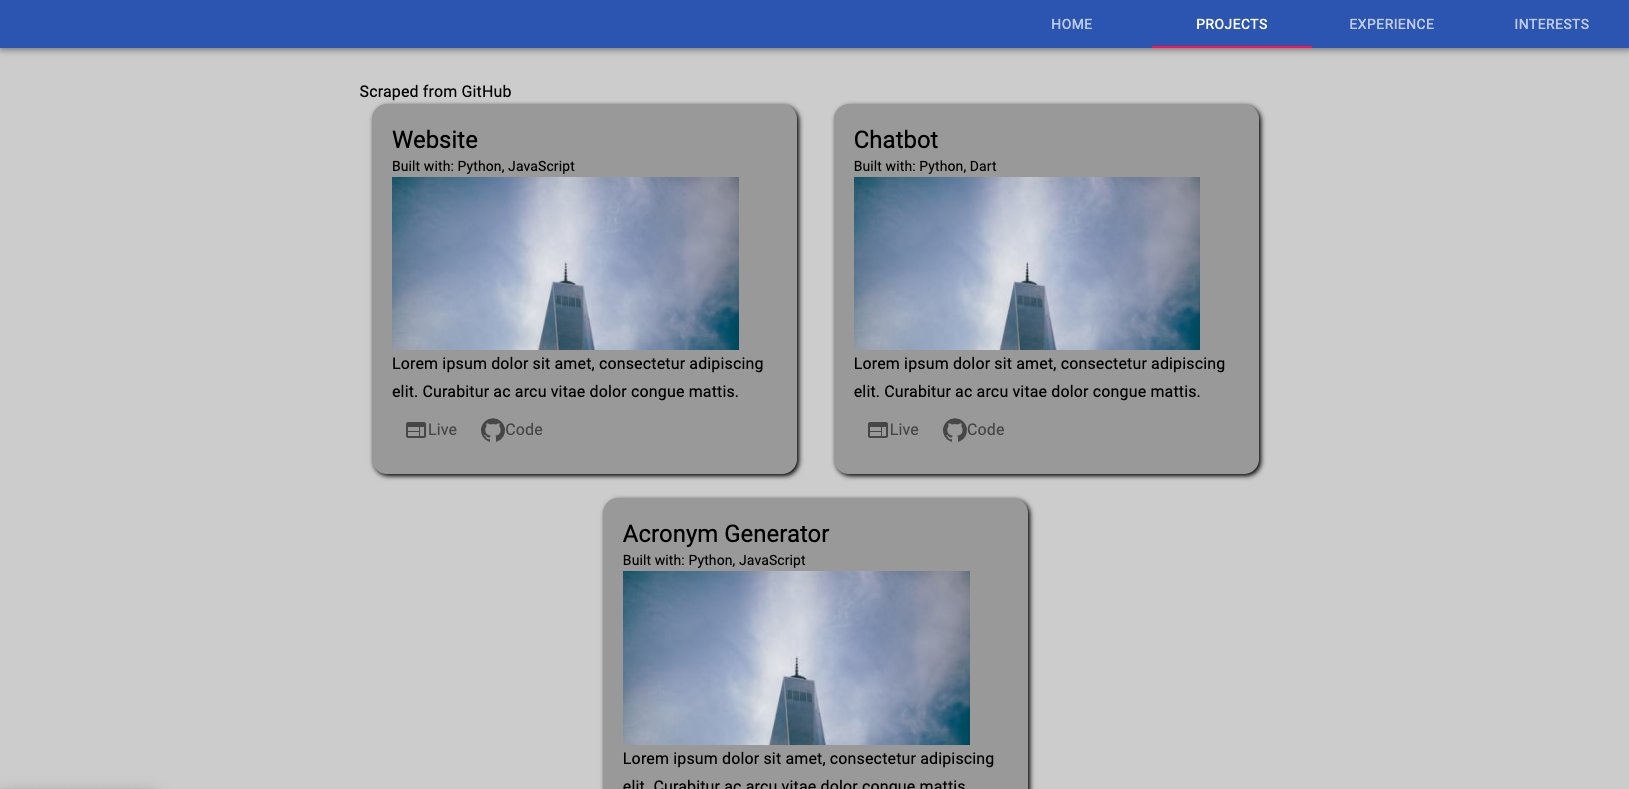 HOME PROJECTS EXPERIENCE INTERESTS
Scraped from GitHub
Website
Built with: Python, JavaScript
Lorem ipsum dolor sit amet, consectetur adipiscing
elit. Curabitur ac arcu vitae dolor congue mattis.
Live Code
Chatbot
Built with: Python, Dart
Lorem ipsum dolor sit amet, consectetur adipiscing
elit. Curabitur ac arcu vitae dolor congue mattis.
Live Code
Acronym Generator
Built with: Python, JavaScript
Lorem ipsum dolor sit amet, consectetur adipiscing
elit. Curabitur ac arcu vitae dolor congue mattis.